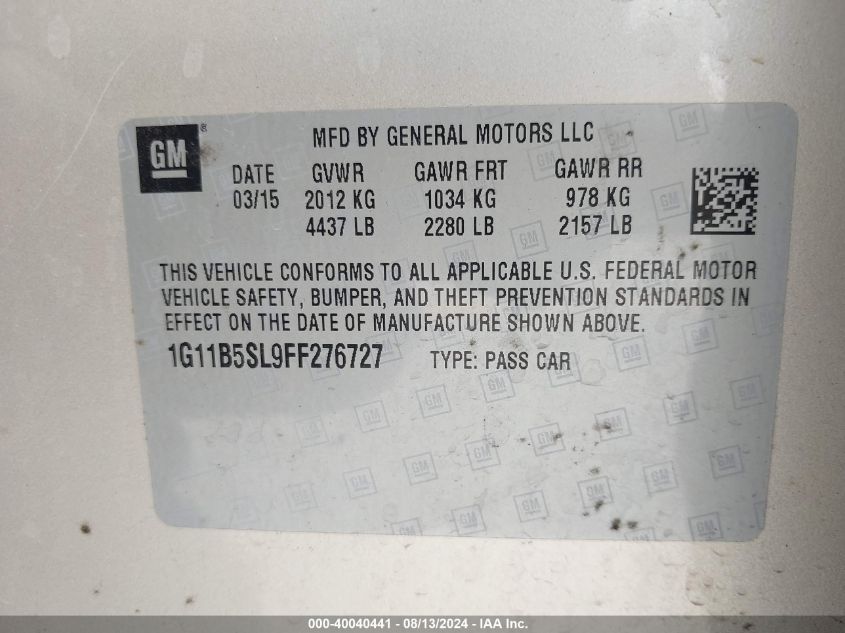 GM ®
MFD BY GENERAL MOTORS LLC
DATE GVWR GAWR FRT GAWR RR
03/15 2012 KG 1034 KG 978 KG
4437 LB 2280 LB 2157 LB
THIS VEHICLE CONFORMS TO ALL APPLICABLE U.S. FEDERAL MOTOR
VEHICLE SAFETY, BUMPER, AND THEFT PREVENTION STANDARDS IN
EFFECT ON THE DATE OF MANUFACTURE SHOWN ABOVE.
1G11B5SL9FF276727 TYPE: PASS CAR
000-40040441 - 08/13/2024 - IAA Inc.